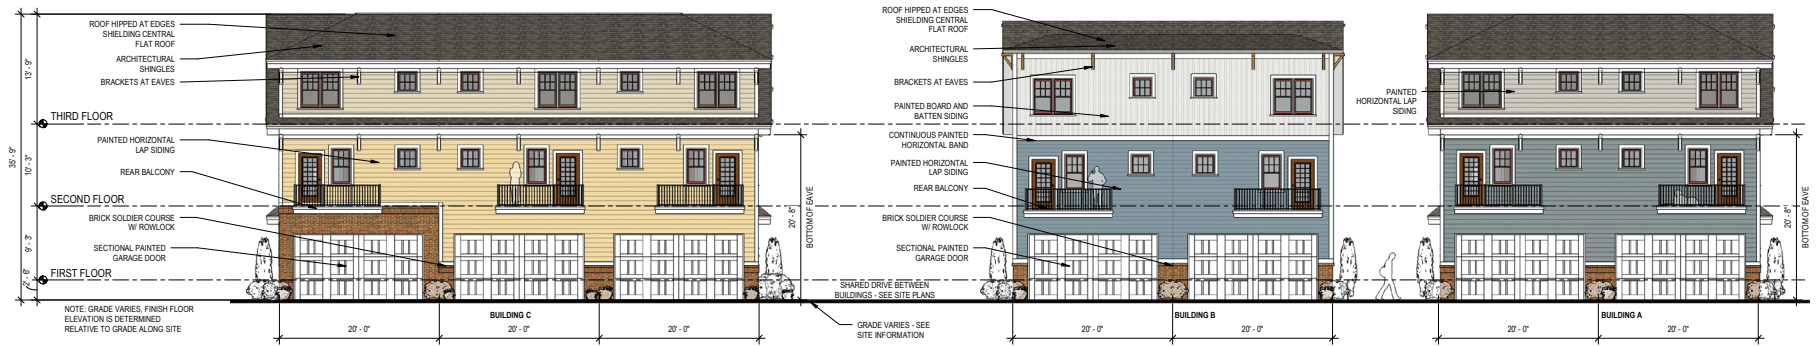 ROOF HIPPED AT EDGES
SHIELDING CENTRAL
FLAT ROOF
ARCHITECTURAL
SHINGLES
BRACKETS AT EAVES
THIRD FLOOR
PAINTED HORIZONTAL
LAP SIDING
REAR BALCONY
SECOND FLOOR
BRICK SOLDIER COURSE
W/ ROWLOCK
SECTIONAL PAINTED
GARAGE DOOR
FIRST FLOOR
35' - 9"
13' - 9"
10' - 3"
9' - 3"
2' - 6"
NOTE: GRADE VARIES, FINISH FLOOR
ELEVATION IS DETERMINED
RELATIVE TO GRADE ALONG SITE
BUILDING C
20' - 0"
20' - 0"
20' - 0"
20' - 8"
BOTTOM OF EAVE
SHARED DRIVE BETWEEN
BUILDINGS - SEE SITE PLANS
GRADE VARIES - SEE
SITE INFORMATION
ROOF HIPPED AT EDGES
SHIELDING CENTRAL
FLAT ROOF
ARCHITECTURAL
SHINGLES
BRACKETS AT EAVES
PAINTED BOARD AND
BATTEN SIDING
CONTINUOUS PAINTED
HORIZONTAL BAND
PAINTED HORIZONTAL
LAP SIDING
REAR BALCONY
BRICK SOLDIER COURSE
W/ ROWLOCK
SECTIONAL PAINTED
GARAGE DOOR
BUILDING B
20' - 0"
20' - 0"
PAINTED
HORIZONTAL LAP
SIDING
BUILDING A
20' - 0"
20' - 0"
20' - 8"
BOTTOM OF EAVE